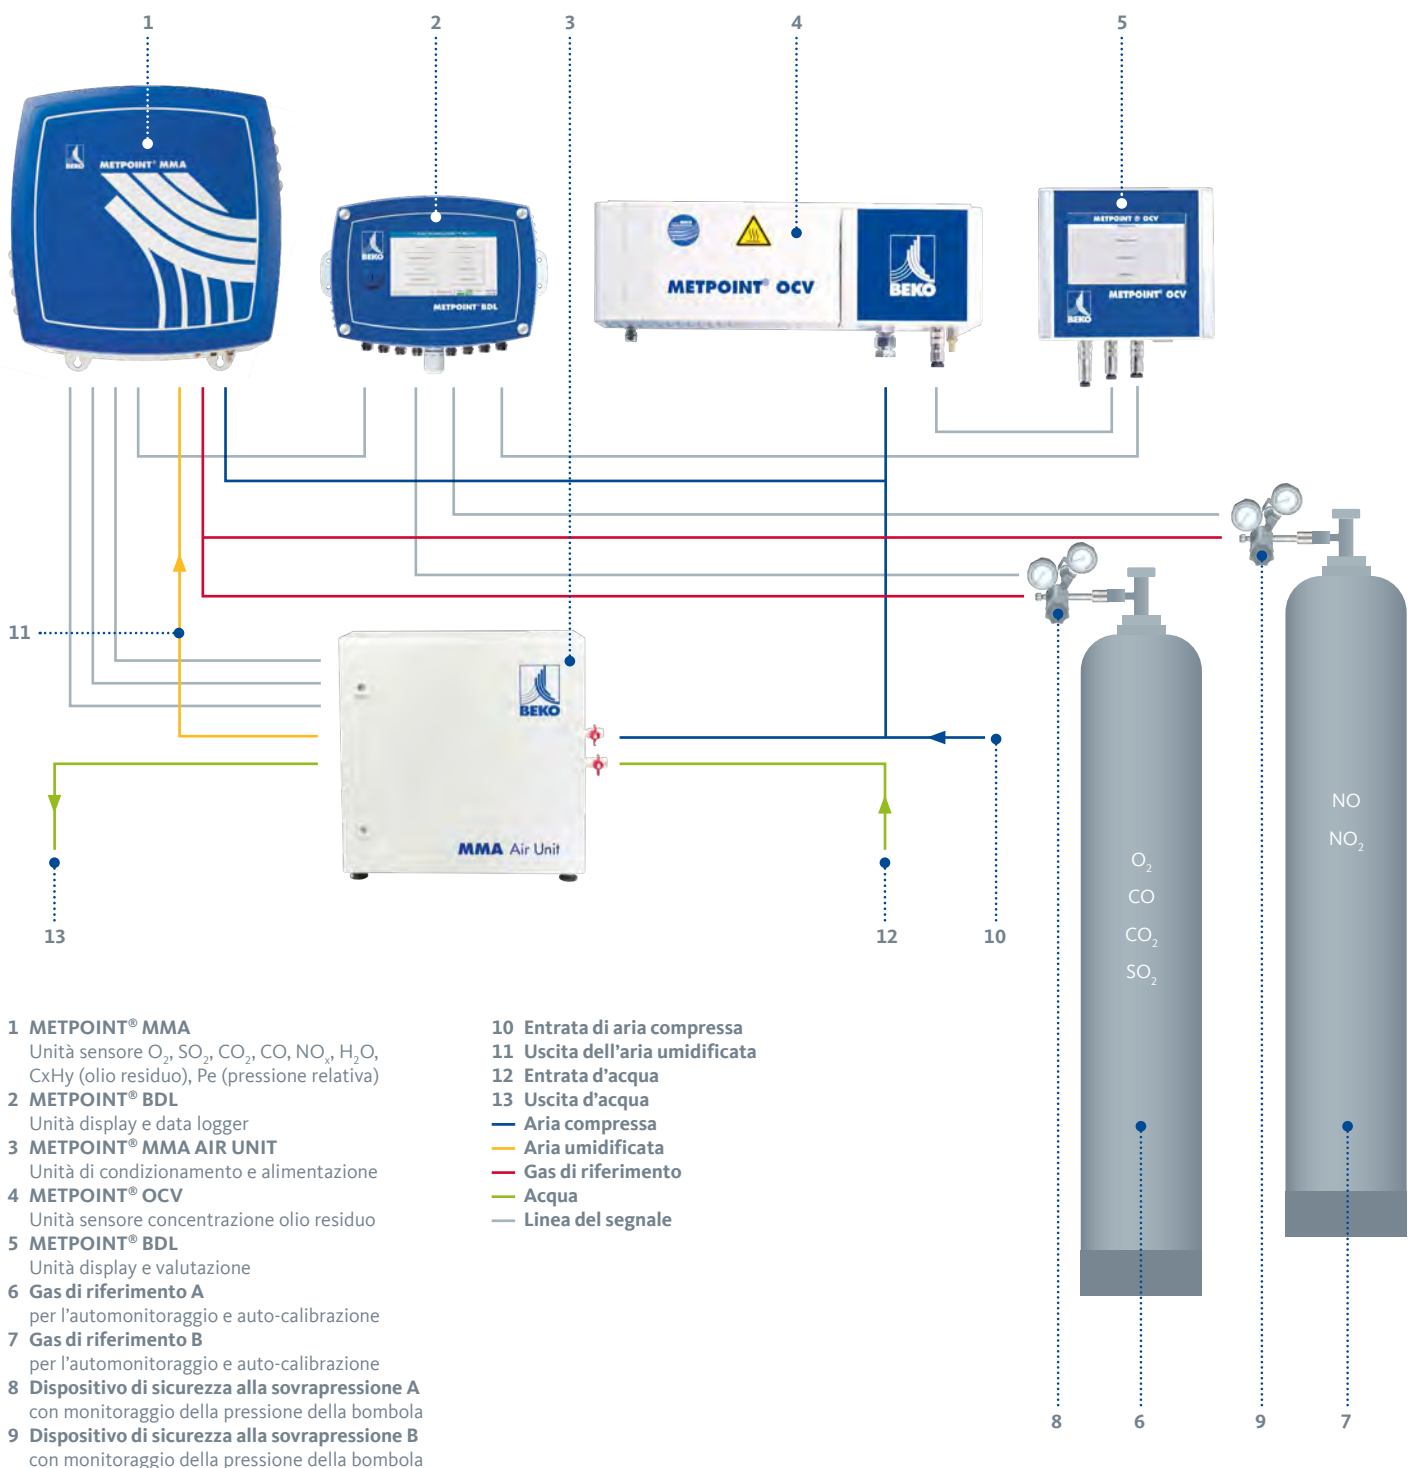 1
2
3
4
5
BEKO
METPOINT® MMA
BEKO
METPOINT® BDL
METPOINT® OCV
BEKO
METPOINT ® OCV
METPOINT® OCV
BEKO
11
BEKO
MMA Air Unit
NO
NO₂
O₂
CO
CO₂
SO₂
13
12
10
1 METPOINT® MMA
Unità sensore O₂, SO₂, CO₂, CO, NOₓ, H₂O,
CxHy (olio residuo), Pe (pressione relativa)
2 METPOINT® BDL
Unità display e data logger
3 METPOINT® MMA AIR UNIT
Unità di condizionamento e alimentazione
4 METPOINT® OCV
Unità sensore concentrazione olio residuo
5 METPOINT® BDL
Unità display e valutazione
6 Gas di riferimento A
per l'automonitoraggio e auto-calibrazione
7 Gas di riferimento B
per l'automonitoraggio e auto-calibrazione
8 Dispositivo di sicurezza alla sovrapressione A
con monitoraggio della pressione della bombola
9 Dispositivo di sicurezza alla sovrapressione B
con monitoraggio della pressione della bombola
10 Entrata di aria compressa
11 Uscita dell'aria umidificata
12 Entrata d'acqua
13 Uscita d'acqua
Aria compressa
Aria umidificata
Gas di riferimento
Acqua
Linea del segnale
8
6
9
7